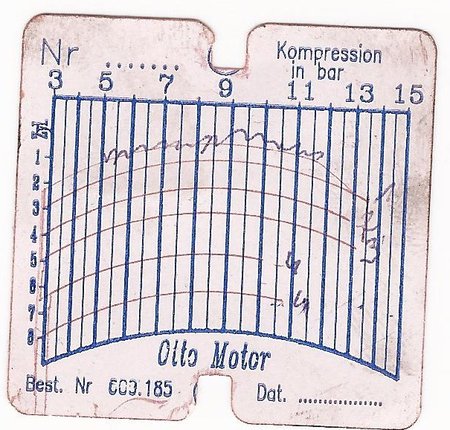 Nr ........
Kompression
in bar
3 5 7 9 11 13 15
Zyl.
1
2
3
4
5
6
7
8
Otto Motor
Best. Nr 609.185
Dat. ................